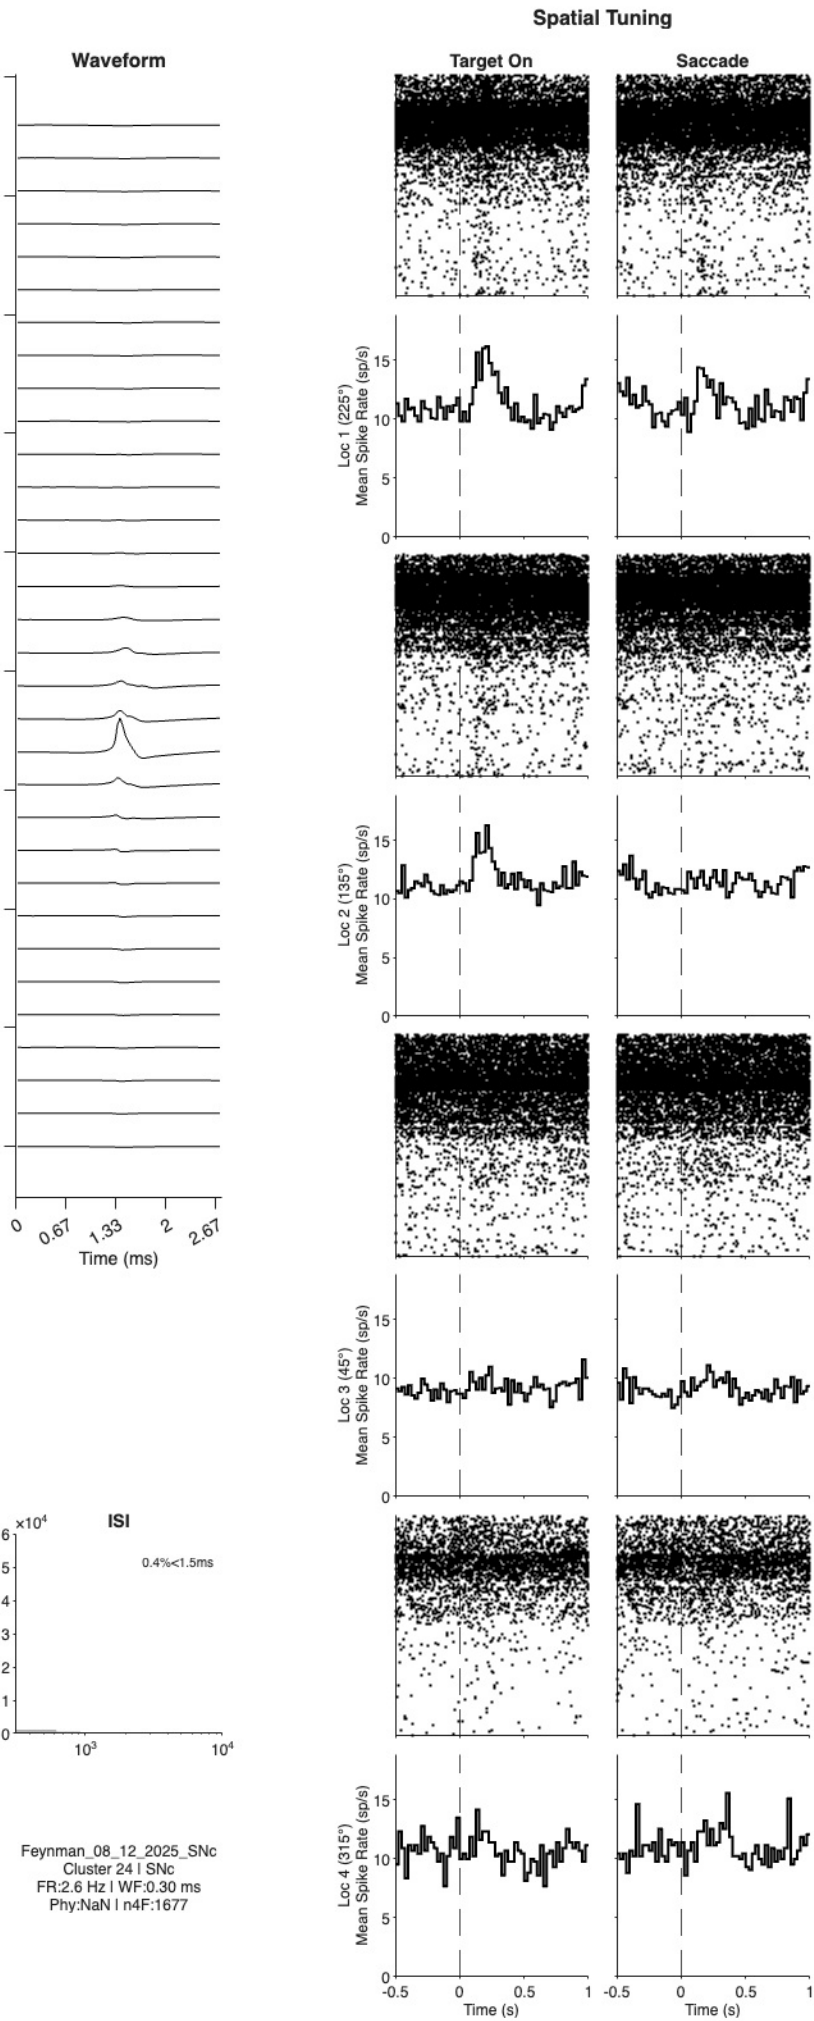 Spatial Tuning
Waveform
Target On
Saccade
15
10
5
0
Loc 1 (225°)
Mean Spike Rate (sp/s)
15
10
5
0
Loc 2 (135°)
Mean Spike Rate (sp/s)
0
0.67
1.33
2
2.67
Time (ms)
15
10
5
0
Loc 3 (45°)
Mean Spike Rate (sp/s)
ISI
×10⁴
6
5
4
3
2
1
0
0.4%<1.5ms
10³
10⁴
15
10
5
0
Loc 4 (315°)
Mean Spike Rate (sp/s)
Feynman_08_12_2025_SNc
Cluster 24 | SNc
FR:2.6 Hz | WF:0.30 ms
Phy:NaN | n4F:1677
-0.5 0 0.5 1
Time (s)
-0.5 0 0.5 1
Time (s)